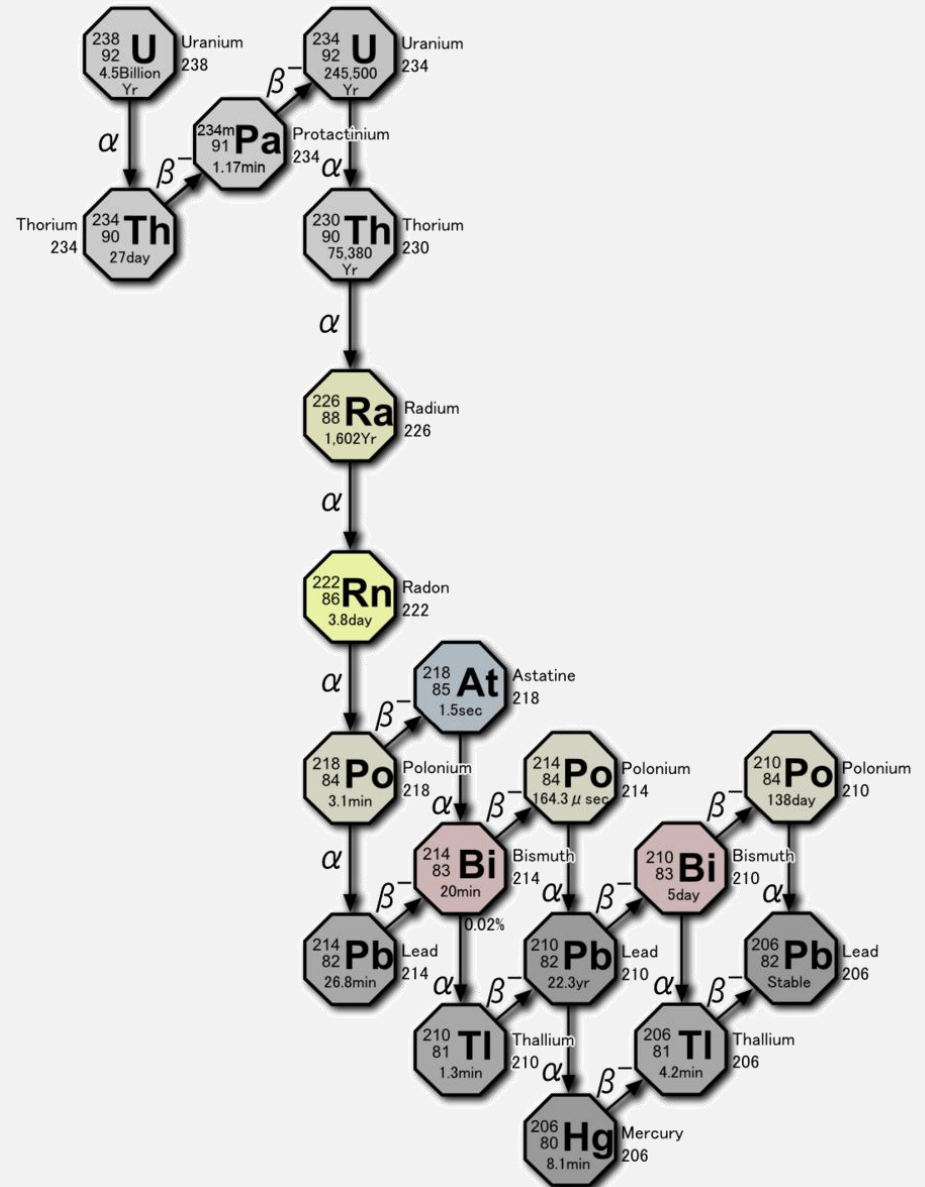 238
92 U
4.5Billion
Yr
Uranium
238
α
234
90 Th
27day
Thorium
234
β−
234m
91 Pa
1.17min
Protactinium
234
β−
234
92 U
245,500
Yr
Uranium
234
α
230
90 Th
75,380
Yr
Thorium
230
α
226
88 Ra
1,602Yr
Radium
226
α
222
86 Rn
3.8day
Radon
222
α
218
84 Po
3.1min
Polonium
218
β−
218
85 At
1.5sec
Astatine
218
α
α
214
82 Pb
26.8min
Lead
214
β−
214
83 Bi
20min
Bismuth
214
0.02%
β−
214
84 Po
164.3 μ sec
Polonium
214
α
α
210
81 Tl
1.3min
Thallium
210
β−
210
82 Pb
22.3yr
Lead
210
β−
210
83 Bi
5day
Bismuth
210
β−
210
84 Po
138day
Polonium
210
α
α
α
206
80 Hg
8.1min
Mercury
206
β−
206
81 Tl
4.2min
Thallium
206
β−
206
82 Pb
Stable
Lead
206